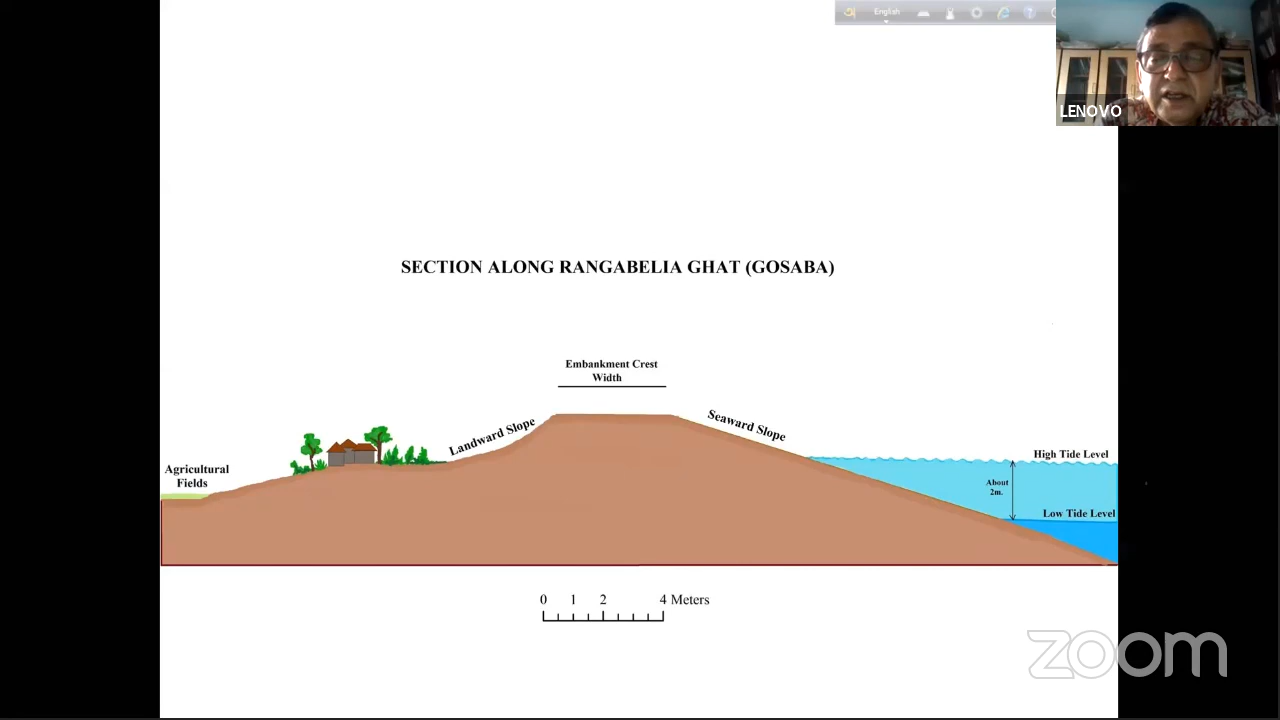 English
LENOVO
SECTION ALONG RANGABELIA GHAT (GOSABA)
Embankment Crest
Width
Landward Slope
Seaward Slope
Agricultural
Fields
High Tide Level
About
2m.
Low Tide Level
0 1 2 4 Meters
zoom